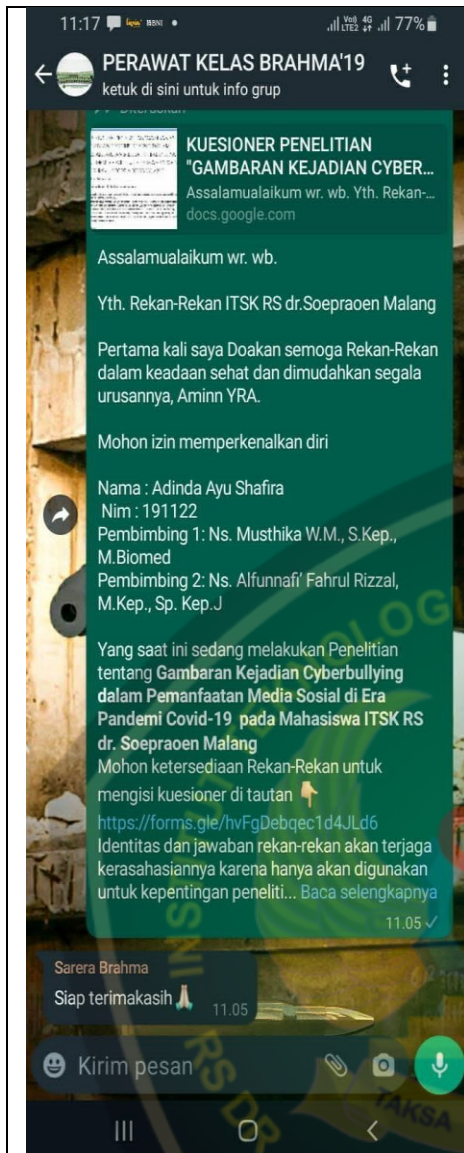 11:17
Voi) 4G
LTE2 77%
PERAWAT KELAS BRAHMA'19
ketuk di sini untuk info grup
KUESIONER PENELITIAN
"GAMBARAN KEJADIAN CYBER...
Assalamualaikum wr. wb. Yth. Rekan-...
docs.google.com
Assalamualaikum wr. wb.
Yth. Rekan-Rekan ITSK RS dr.Soepraoen Malang
Pertama kali saya Doakan semoga Rekan-Rekan
dalam keadaan sehat dan dimudahkan segala
urusannya, Aminn YRA.
Mohon izin memperkenalkan diri
Nama : Adinda Ayu Shafira
Nim : 191122
Pembimbing 1: Ns. Musthika W.M., S.Kep.,
M.Biomed
Pembimbing 2: Ns. Alfunnafi' Fahrul Rizzal,
M.Kep., Sp. Kep.J
Yang saat ini sedang melakukan Penelitian
tentang Gambaran Kejadian Cyberbullying
dalam Pemanfaatan Media Sosial di Era
Pandemi Covid-19 pada Mahasiswa ITSK RS
dr. Soepraoen Malang
Mohon ketersediaan Rekan-Rekan untuk
mengisi kuesioner di tautan 👇🏼
https://forms.gle/hvFgDebqec1d4JLd6
Identitas dan jawaban rekan-rekan akan terjaga
kerasahasiannya karena hanya akan digunakan
untuk kepentingan peneliti... Baca selengkapnya
11.05
Sarera Brahma
Siap terimakasih 🙏🏻
11.05
Kirim pesan